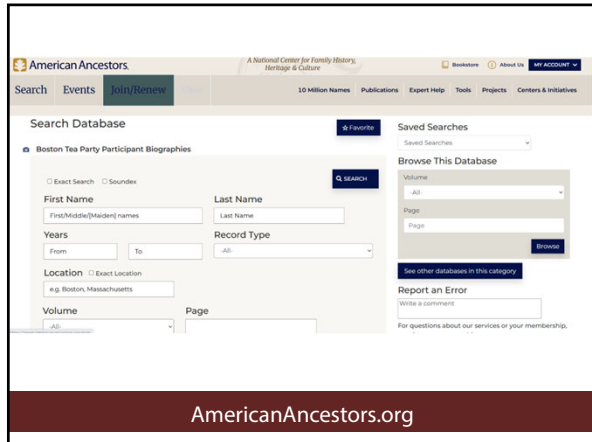 American Ancestors.
A National Center for Family History,
Heritage & Culture
Bookstore
About Us
MY ACCOUNT
Search Events Join/Renew
10 Million Names Publications Expert Help Tools Projects Centers & Initiatives
Search Database
Favorite
Boston Tea Party Participant Biographies
Exact Search Soundex
SEARCH
First Name
Last Name
First/Middle/[Maiden] names
Last Name
Years
Record Type
From
To
-All-
Location Exact Location
e.g. Boston, Massachusetts
Volume
Page
-All-
Saved Searches
Saved Searches
Browse This Database
Volume
-All-
Page
Page
Browse
See other databases in this category
Report an Error
Write a comment
For questions about our services or your membership,
AmericanAncestors.org